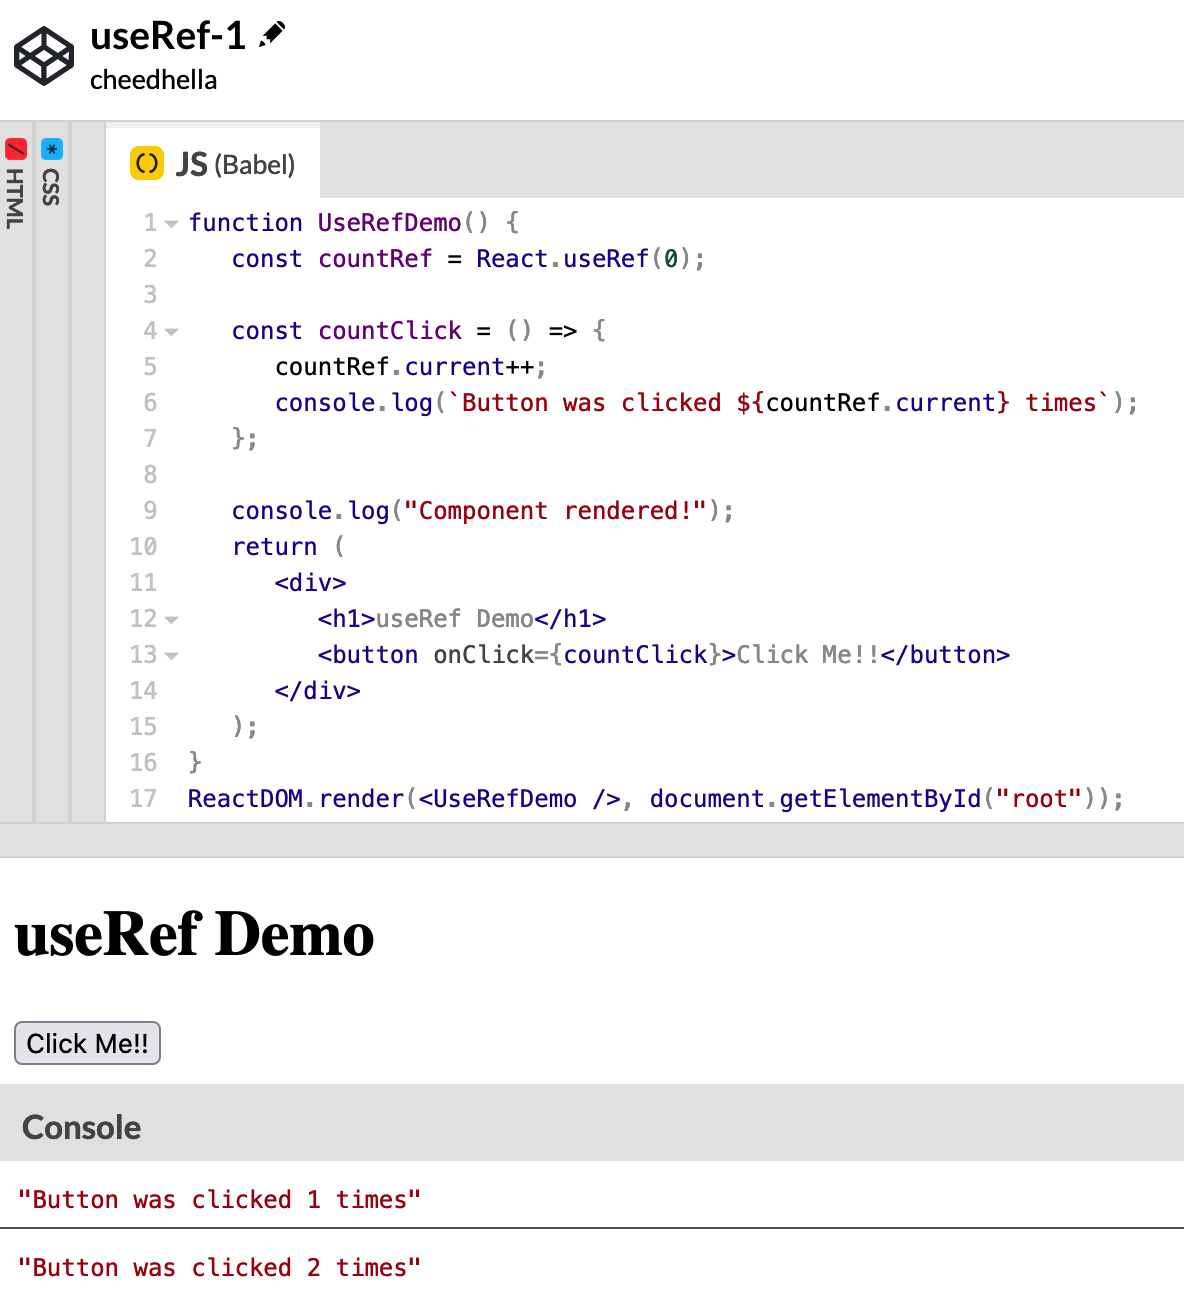 useRef-1
cheedhella
HTML
CSS
JS (Babel)
1 function UseRefDemo() {
2    const countRef = React.useRef(0);
3
4    const countClick = () => {
5       countRef.current++;
6       console.log(`Button was clicked ${countRef.current} times`);
7    };
8
9    console.log("Component rendered!");
10    return (
11       <div>
12          <h1>useRef Demo</h1>
13          <button onClick={countClick}>Click Me!!</button>
14       </div>
15    );
16 }
17 ReactDOM.render(<UseRefDemo />, document.getElementById("root"));
useRef Demo
Click Me!!
Console
"Button was clicked 1 times"
"Button was clicked 2 times"